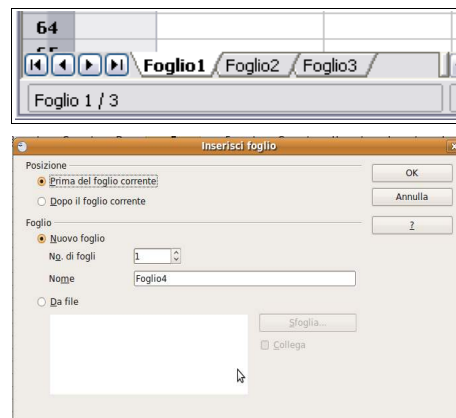 64
65
Foglio1 Foglio2 Foglio3
Foglio 1 / 3
Inserisci foglio
Posizione
Prima del foglio corrente
OK
Dopo il foglio corrente
Annulla
Foglio
?
Nuovo foglio
No. di fogli 1
Nome Foglio4
Da file
Sfoglia...
Collega